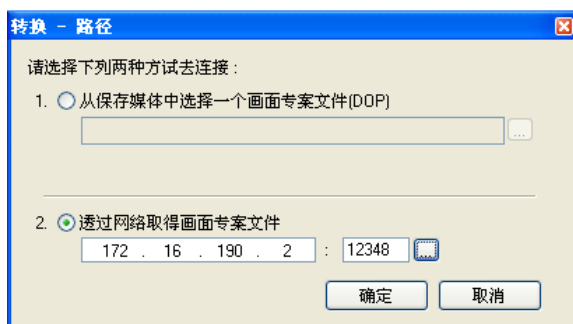 转换 - 路径
请选择下列两种方试去连接：
1. 从保存媒体中选择一个画面专案文件(DOP)
...
2. 透过网络取得画面专案文件
172 . 16 . 190 . 2 : 12348 ...
确定 取消